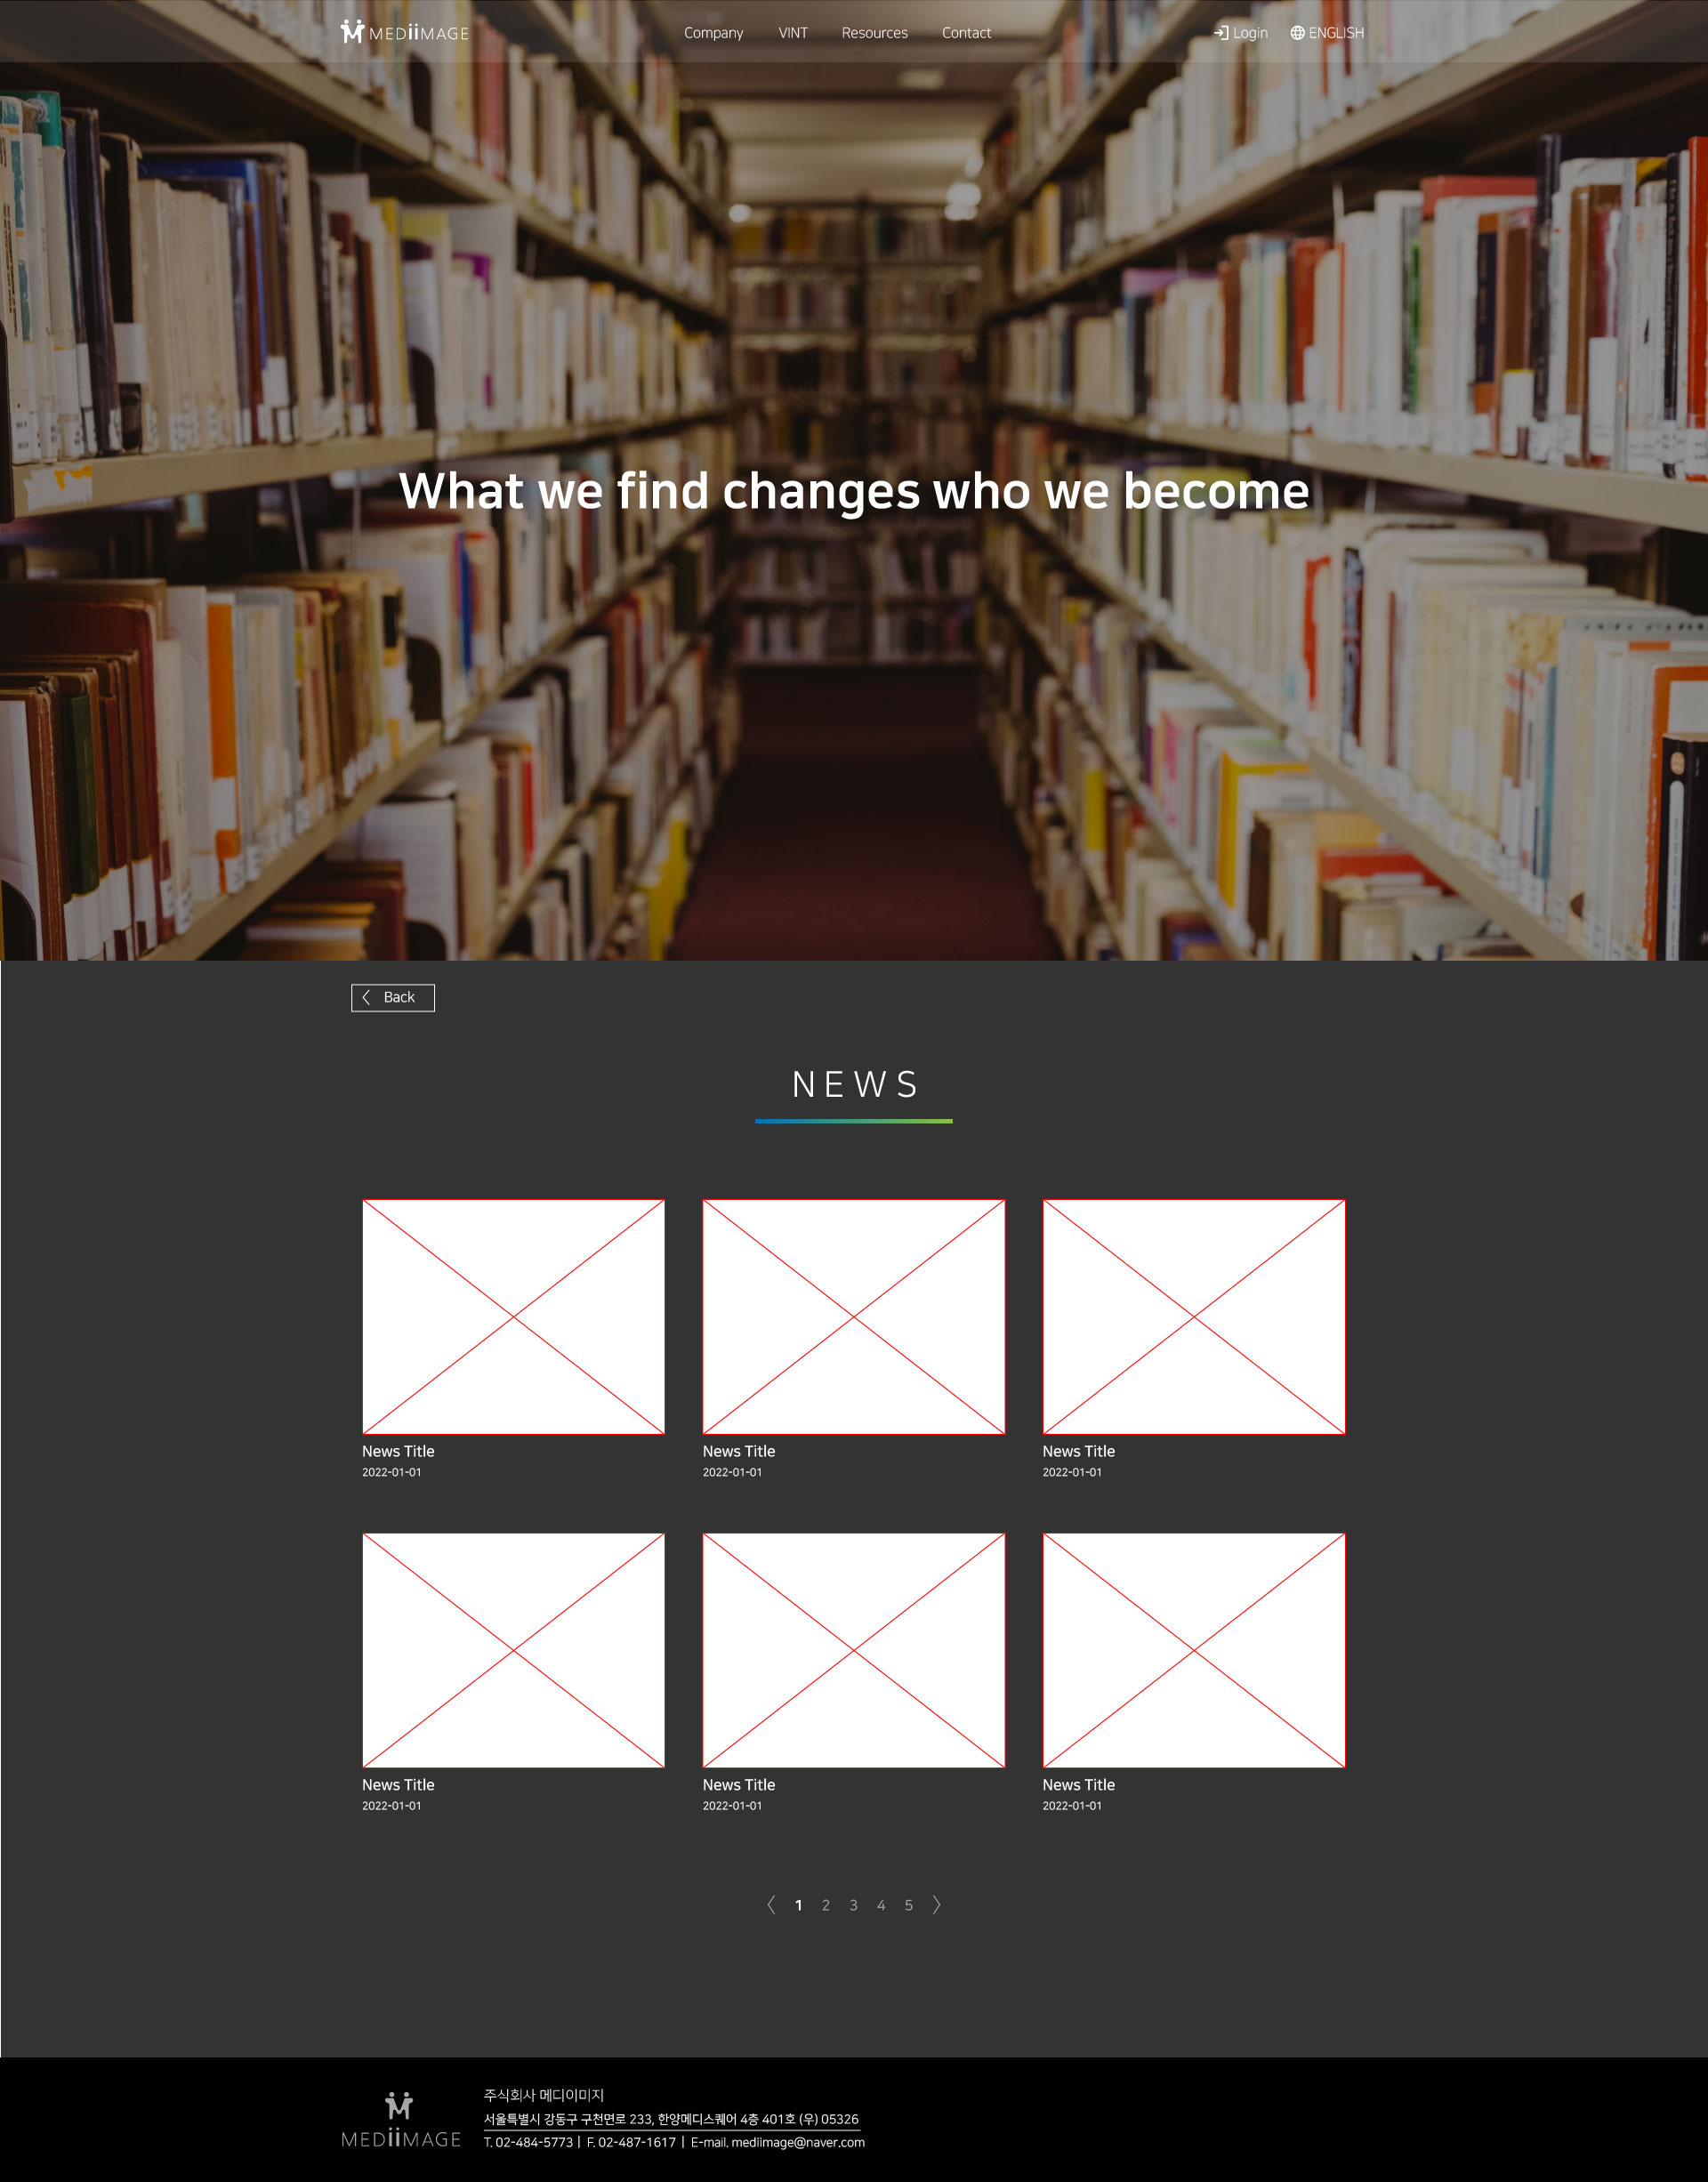 MEDiiMAGE
Company VINT Resources Contact
Login ENGLISH
What we find changes who we become
Back
NEWS
News Title News Title News Title
2022-01-01 2022-01-01 2022-01-01
News Title News Title News Title
2022-01-01 2022-01-01 2022-01-01
1 2 3 4 5
MEDiiMAGE
주식회사 메디이미지
서울특별시 강동구 구천면로 233, 한양메디스퀘어 4층 401호 (우) 05326
T. 02-484-5773 | F. 02-487-1617 | E-mail. mediimage@naver.com